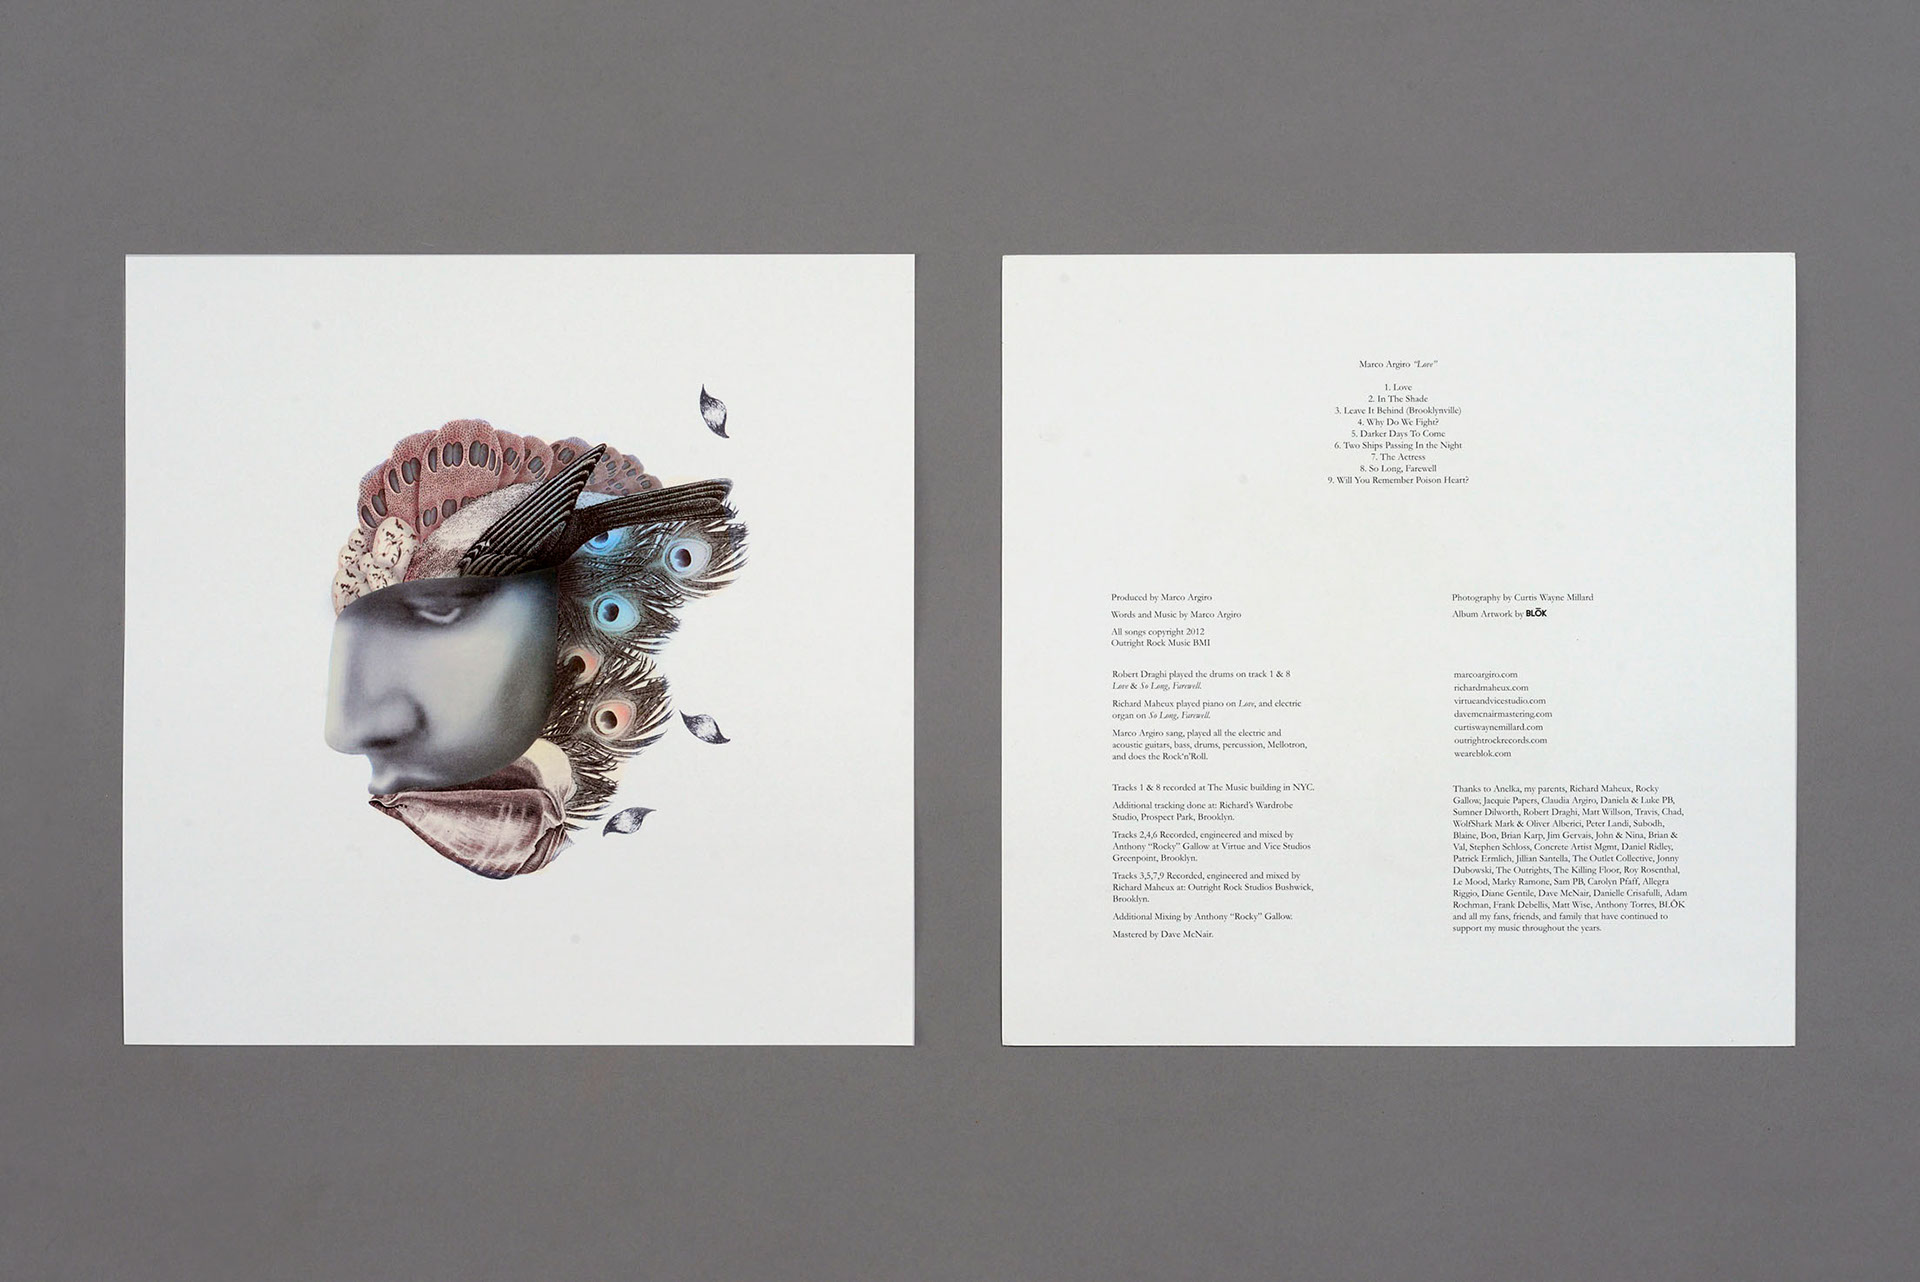 Marco Argiro "Love"
1. Love
2. In The Shade
3. Leave It Behind (Brooklynville)
4. Why Do We Fight?
5. Darker Days To Come
6. Two Ships Passing In the Night
7. The Actress
8. So Long, Farewell
9. Will You Remember Poison Heart?
Produced by Marco Argiro
Words and Music by Marco Argiro
All songs copyright 2012
Outright Rock Music BMI
Robert Draghi played the drums on track 1 & 8
Love & So Long, Farewell.
Richard Maheux played piano on Love, and electric
organ on So Long, Farewell.
Marco Argiro sang, played all the electric and
acoustic guitars, bass, drums, percussion, Mellotron,
and does the Rock'n'Roll.
Tracks 1 & 8 recorded at The Music building in NYC.
Additional tracking done at: Richard's Wardrobe
Studio, Prospect Park, Brooklyn.
Tracks 2,4,6 Recorded, engineered and mixed by
Anthony "Rocky" Gallow at Virtue and Vice Studios
Greenpoint, Brooklyn.
Tracks 3,5,7,9 Recorded, engineered and mixed by
Richard Maheux at: Outright Rock Studios Bushwick,
Brooklyn.
Additional Mixing by Anthony "Rocky" Gallow.
Mastered by Dave McNair.
Photography by Curtis Wayne Millard
Album Artwork by BLŌK
marcoargiro.com
richardmaheux.com
virtueandvicestudio.com
davemcnairmastering.com
curtiswaynemillard.com
outrightrockrecords.com
weareblok.com
Thanks to Anelka, my parents, Richard Maheux, Rocky
Gallow, Jacquie Papers, Claudia Argiro, Daniela & Luke PB,
Sumner Dilworth, Robert Draghi, Matt Willson, Travis, Chad,
WolfShark Mark & Oliver Alberici, Peter Landi, Subodh,
Blaine, Bon, Brian Karp, Jim Gervais, John & Nina, Brian &
Val, Stephen Schloss, Concrete Artist Mgmt, Daniel Ridley,
Patrick Ermlich, Jillian Santella, The Outlet Collective, Jonny
Dubowski, The Outrights, The Killing Floor, Roy Rosenthal,
Le Mood, Marky Ramone, Sam PB, Carolyn Pfaff, Allegra
Riggio, Diane Gentile, Dave McNair, Danielle Crisafulli, Adam
Rochman, Frank Debellis, Matt Wise, Anthony Torres, BLŌK
and all my fans, friends, and family that have continued to
support my music throughout the years.